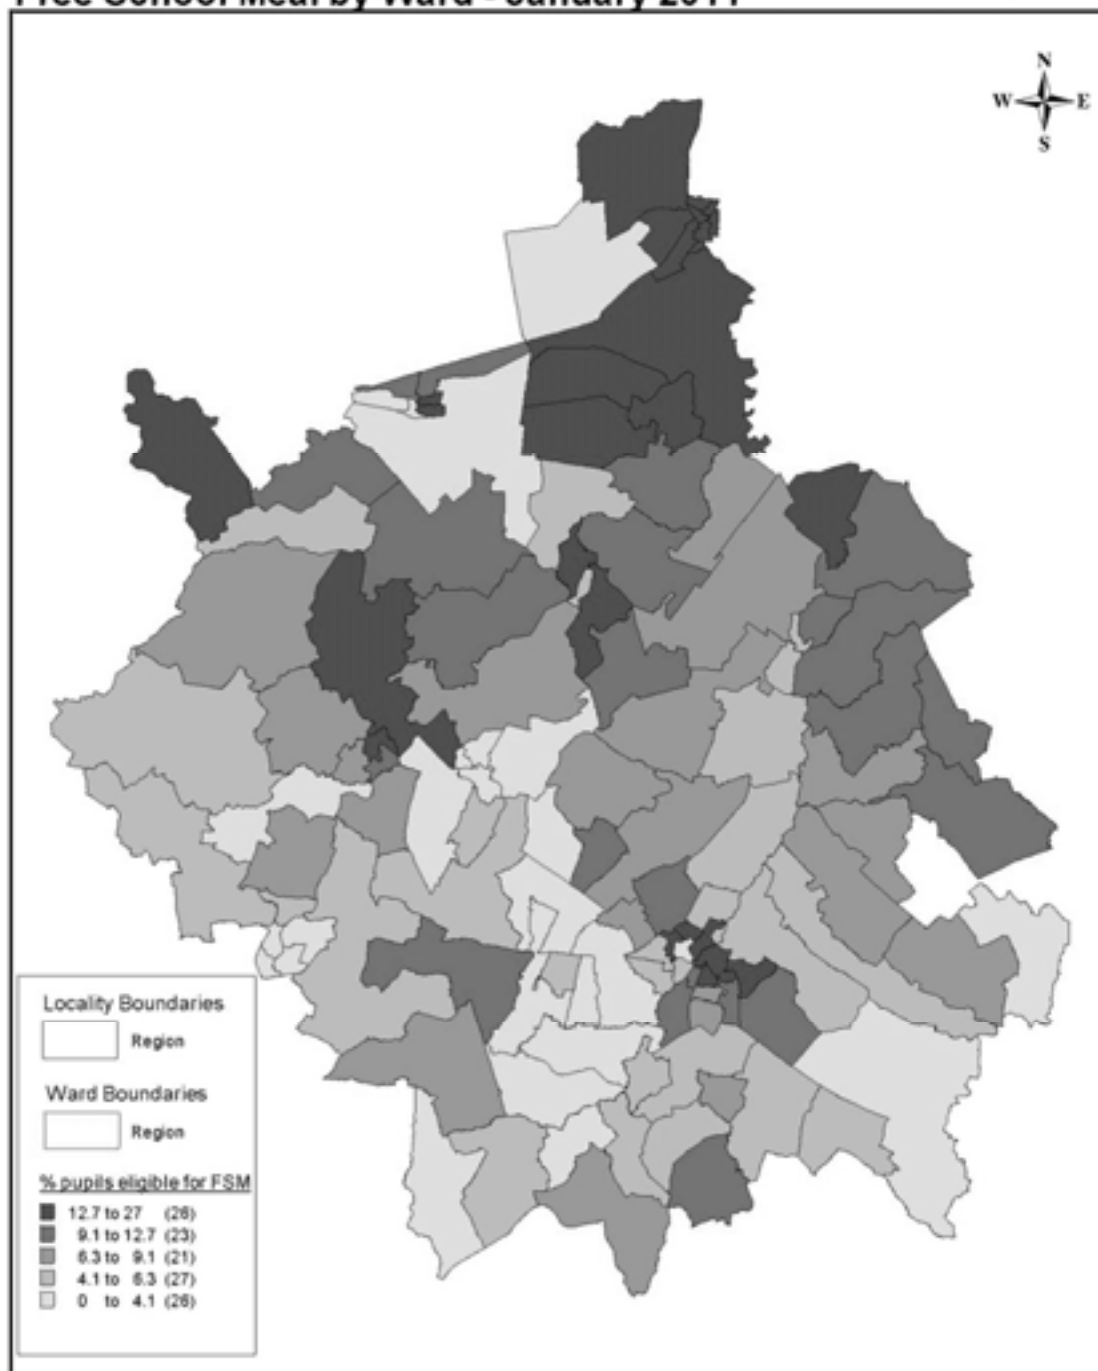 Free School Meal by Ward - January 2011
N
W E
S
Locality Boundaries
Region
Ward Boundaries
Region
% pupils eligible for FSM
12.7 to 27 (26)
9.1 to 12.7 (23)
6.3 to 9.1 (21)
4.1 to 6.3 (27)
0 to 4.1 (26)